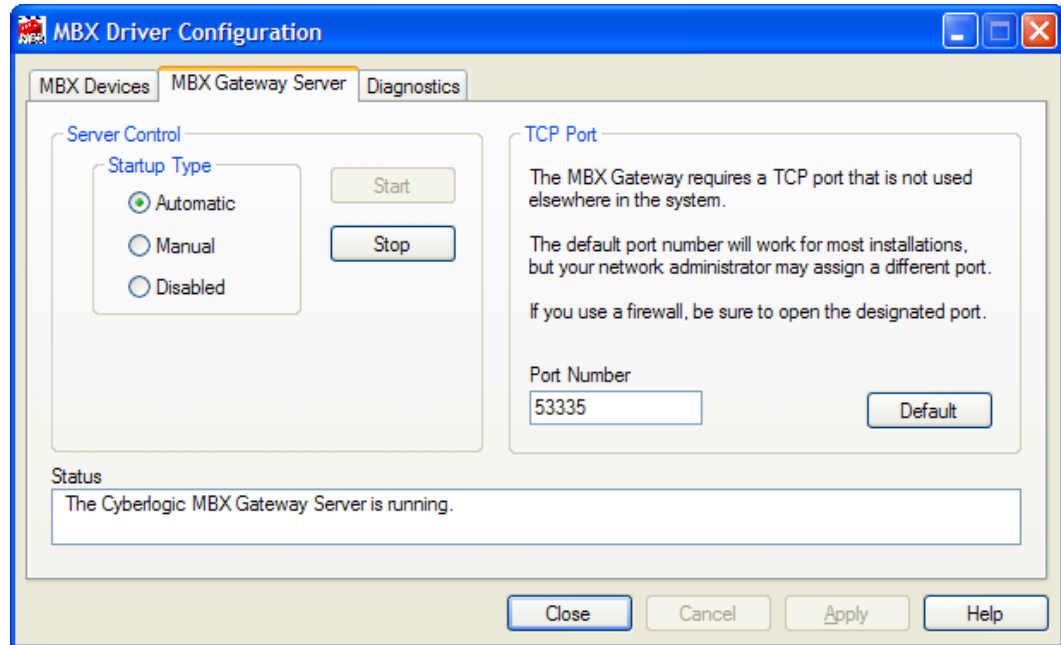 MBX Driver Configuration
MBX Devices
MBX Gateway Server
Diagnostics
Server Control
Startup Type
Automatic
Manual
Disabled
Start
Stop
TCP Port
The MBX Gateway requires a TCP port that is not used
elsewhere in the system.
The default port number will work for most installations,
but your network administrator may assign a different port.
If you use a firewall, be sure to open the designated port.
Port Number
53335
Default
Status
The Cyberlogic MBX Gateway Server is running.
Close
Cancel
Apply
Help